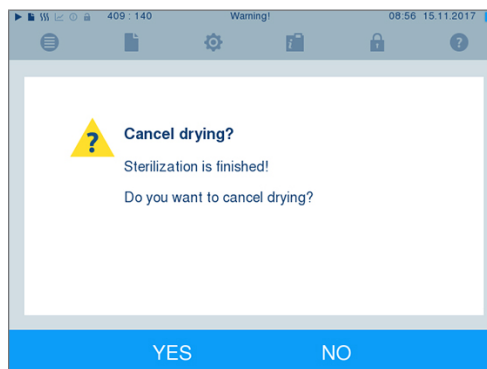 409 : 140 Warning! 08:56 15.11.2017
Cancel drying?
Sterilization is finished!
Do you want to cancel drying?
YES NO